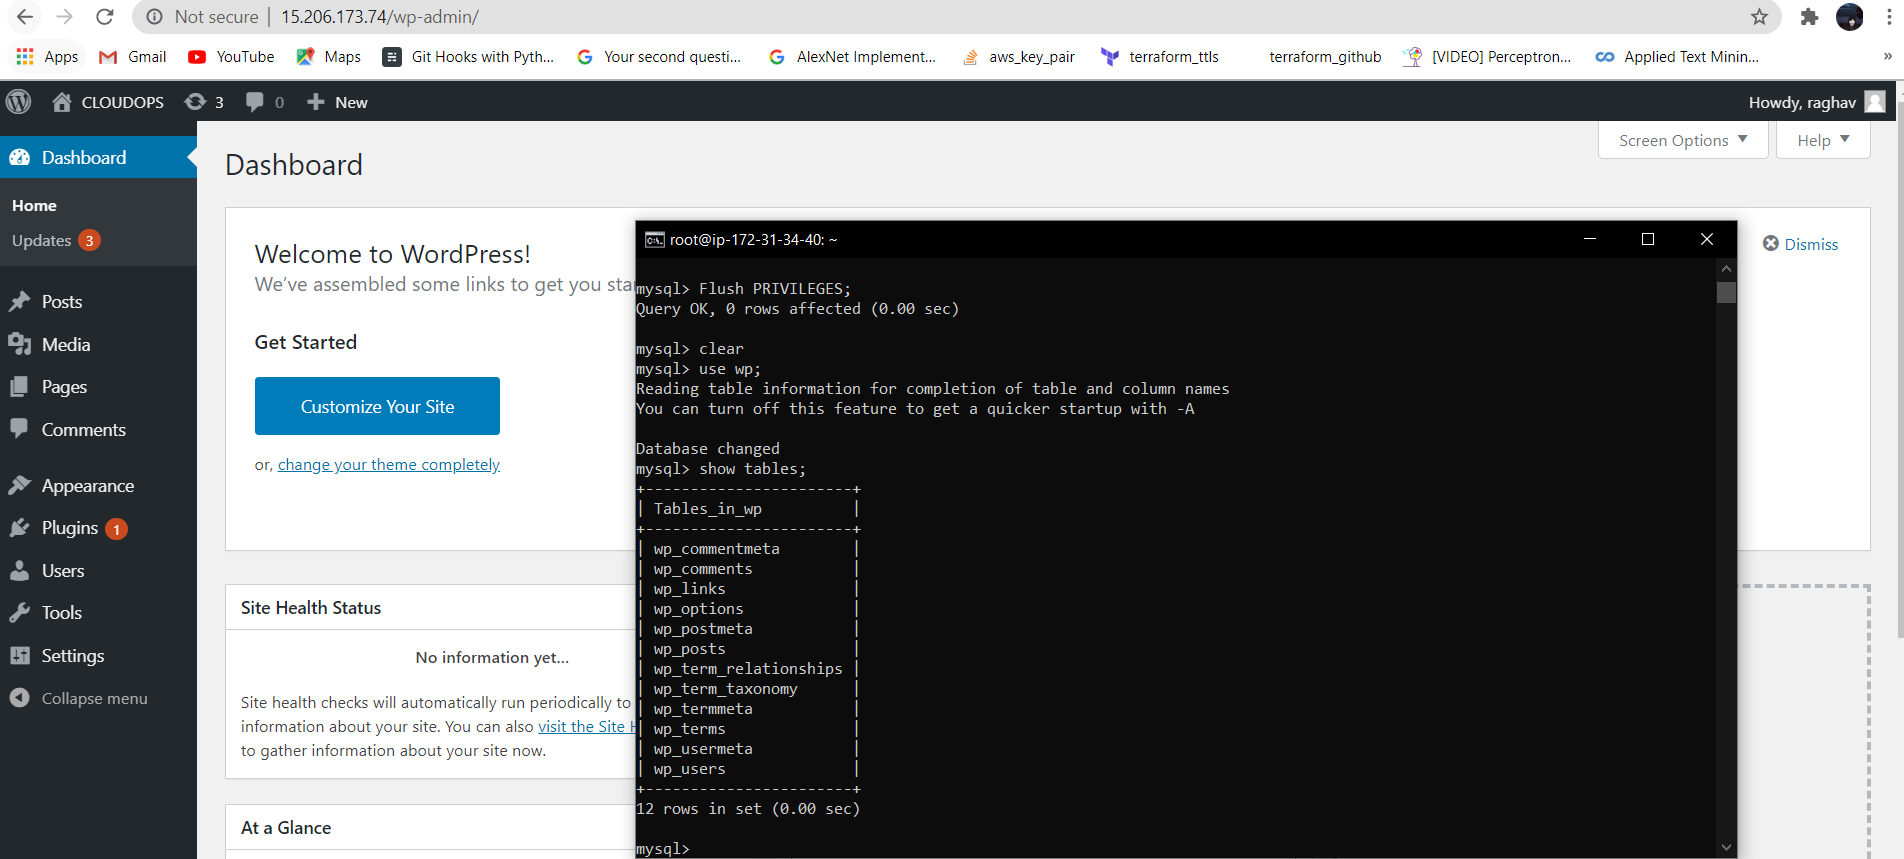 Not secure | 15.206.173.74/wp-admin/
Apps Gmail YouTube Maps Git Hooks with Pyth... Your second questi... AlexNet Implement... aws_key_pair terraform_ttls terraform_github [VIDEO] Perceptron... Applied Text Minin... »
CLOUDOPS 3 0 + New Howdy, raghav
Dashboard
Home
Updates 3
Posts
Media
Pages
Comments
Appearance
Plugins 1
Users
Tools
Settings
Collapse menu
Screen Options ▼ Help ▼
Dashboard
Welcome to WordPress!
We've assembled some links to get you sta
Dismiss
Get Started
Customize Your Site
or, change your theme completely
Site Health Status
No information yet...
Site health checks will automatically run periodically to
information about your site. You can also visit the Site H
to gather information about your site now.
At a Glance
C:\.
root@ip-172-31-34-40: ~
mysql> Flush PRIVILEGES;
Query OK, 0 rows affected (0.00 sec)
mysql> clear
mysql> use wp;
Reading table information for completion of table and column names
You can turn off this feature to get a quicker startup with -A
Database changed
mysql> show tables;
+-----------------------+
| Tables_in_wp          |
+-----------------------+
| wp_commentmeta        |
| wp_comments           |
| wp_links              |
| wp_options            |
| wp_postmeta           |
| wp_posts              |
| wp_term_relationships |
| wp_term_taxonomy      |
| wp_termmeta           |
| wp_terms              |
| wp_usermeta           |
| wp_users              |
+-----------------------+
12 rows in set (0.00 sec)
mysql>